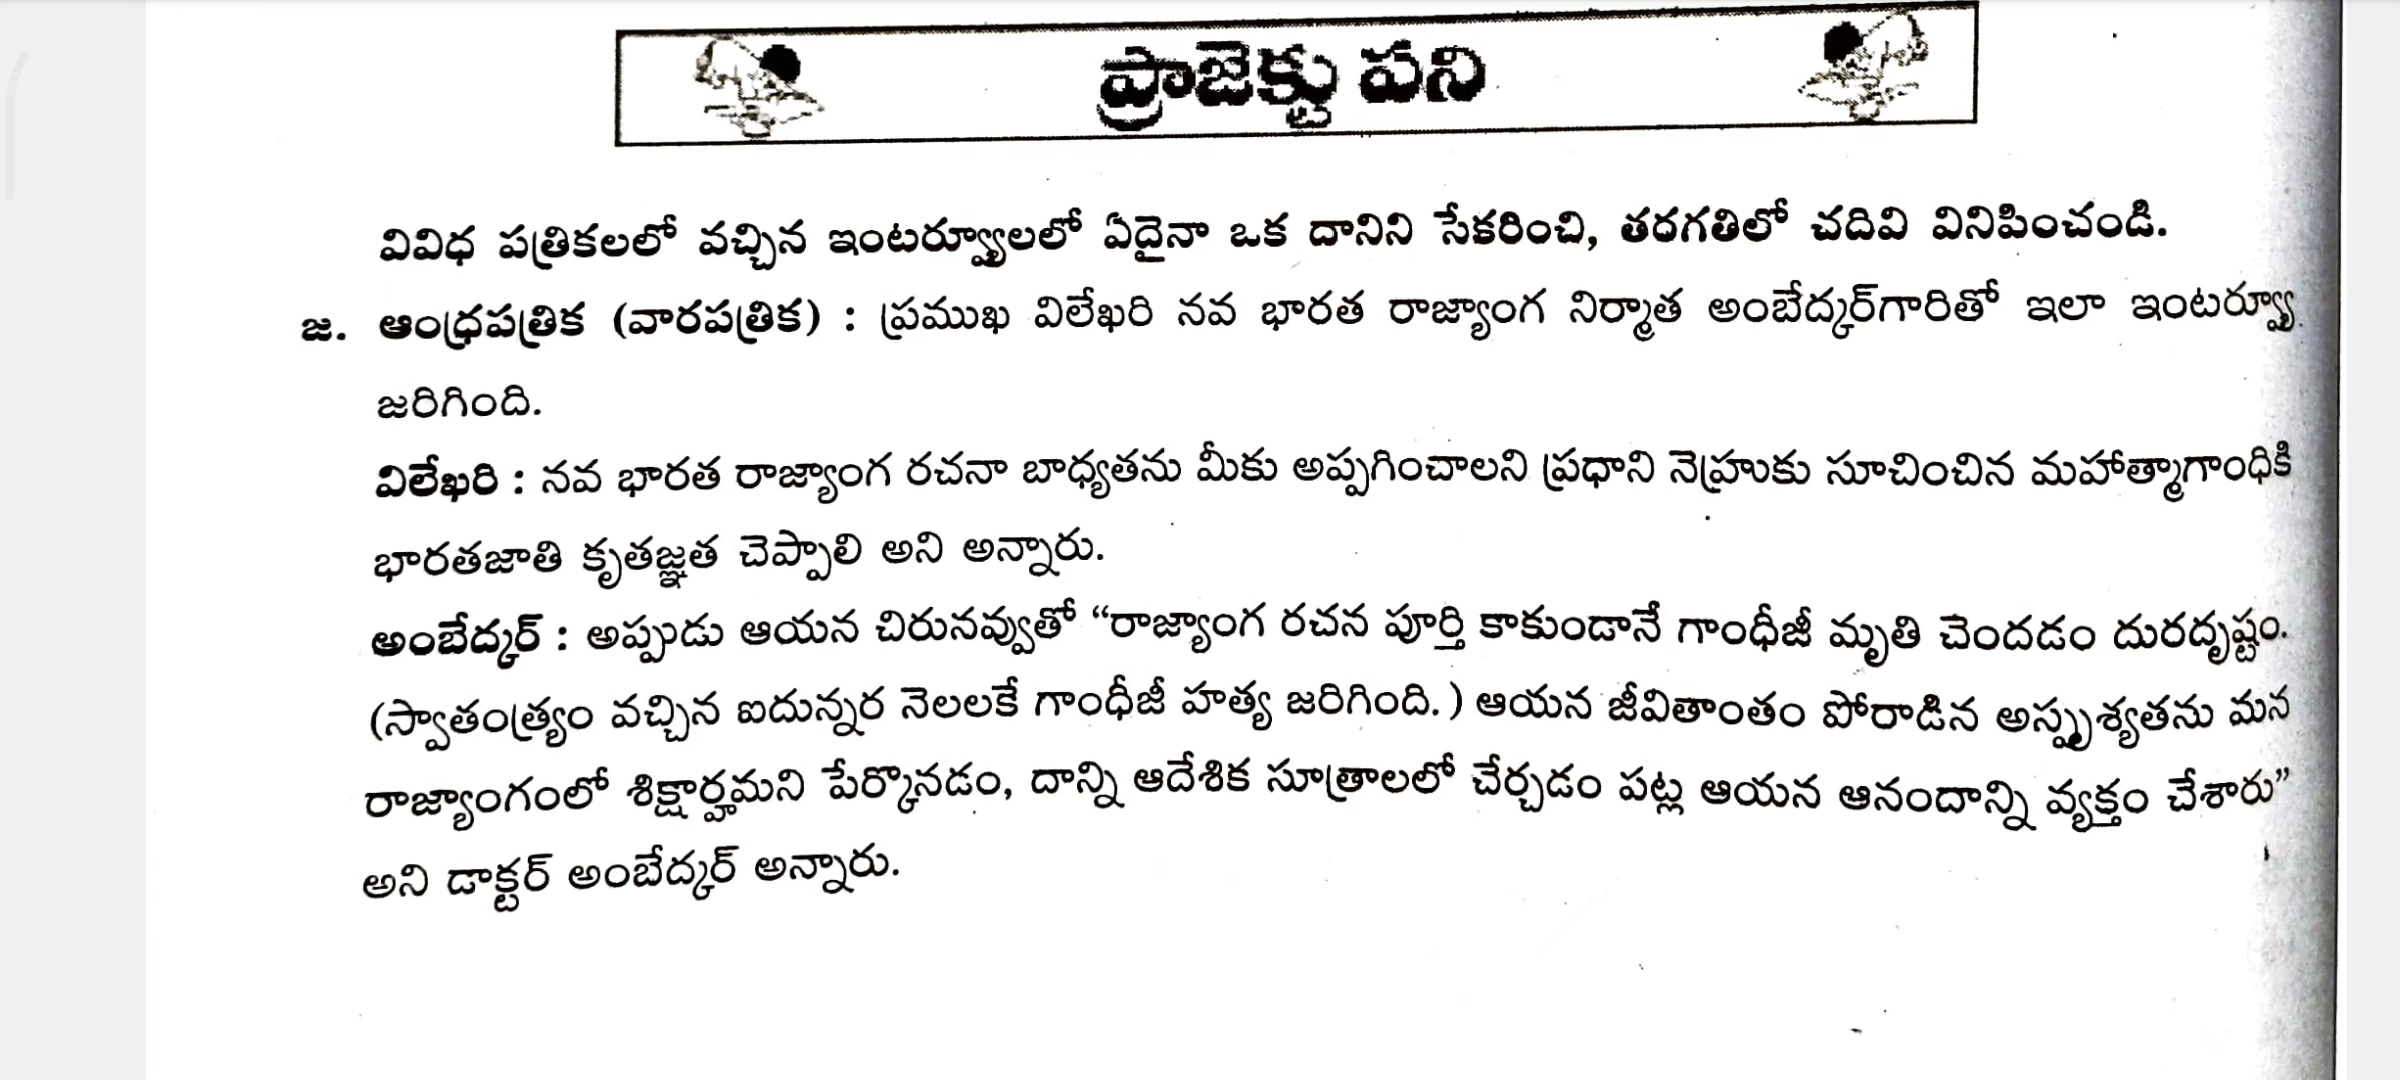 ప్రాజెక్టు పని
వివిధ పత్రికలలో వచ్చిన ఇంటర్వ్యూలలో ఏదైనా ఒక దానిని సేకరించి, తరగతిలో చదివి వినిపించండి.
జ. ఆంధ్రపత్రిక (వారపత్రిక) : ప్రముఖ విలేఖరి నవ భారత రాజ్యాంగ నిర్మాత అంబేద్కర్‌గారితో ఇలా ఇంటర్వ్యూ
జరిగింది.
విలేఖరి : నవ భారత రాజ్యాంగ రచనా బాధ్యతను మీకు అప్పగించాలని ప్రధాని నెహ్రుకు సూచించిన మహాత్మాగాంధికి
భారతజాతి కృతజ్ఞత చెప్పాలి అని అన్నారు.
అంబేద్కర్ : అప్పుడు ఆయన చిరునవ్వుతో “రాజ్యాంగ రచన పూర్తి కాకుండానే గాంధీజీ మృతి చెందడం దురదృష్టం.
(స్వాతంత్ర్యం వచ్చిన ఐదున్నర నెలలకే గాంధీజీ హత్య జరిగింది.) ఆయన జీవితాంతం పోరాడిన అస్పృశ్యతను మన
రాజ్యాంగంలో శిక్షార్హమని పేర్కొనడం, దాన్ని ఆదేశిక సూత్రాలలో చేర్చడం పట్ల ఆయన ఆనందాన్ని వ్యక్తం చేశారు”
అని డాక్టర్ అంబేద్కర్ అన్నారు.